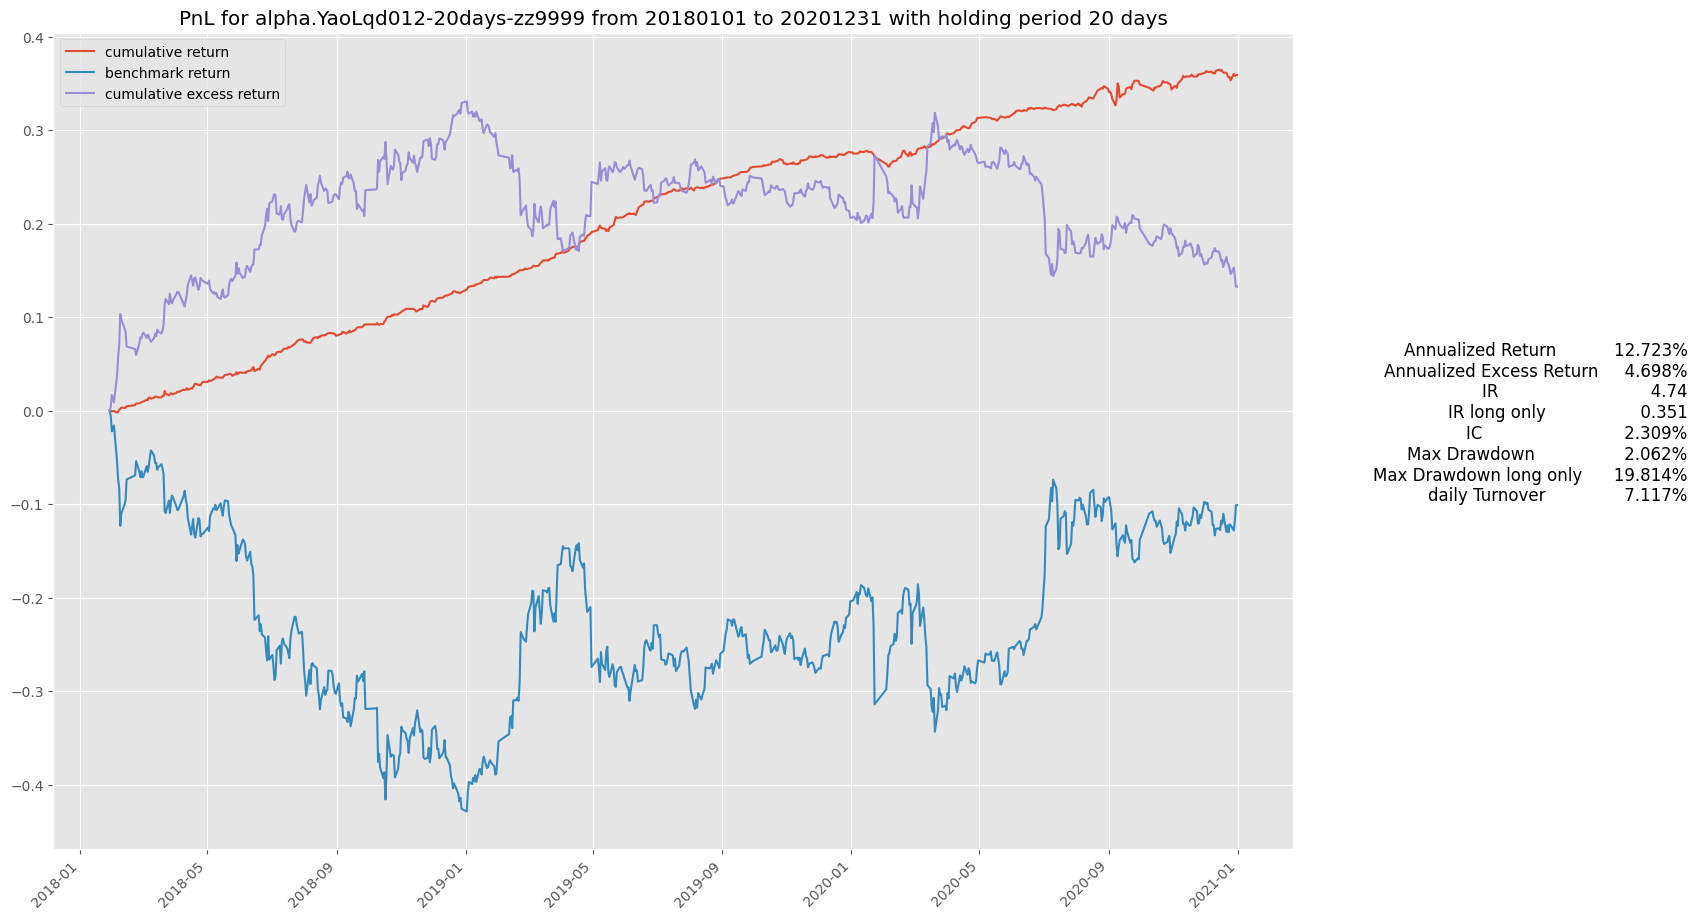 PnL for alpha.YaoLqd012-20days-zz9999 from 20180101 to 20201231 with holding period 20 days
cumulative return
benchmark return
cumulative excess return
0.4
0.3
0.2
0.1
0.0
−0.1
−0.2
−0.3
−0.4
2018-01
2018-05
2018-09
2019-01
2019-05
2019-09
2020-01
2020-05
2020-09
2021-01
Annualized Return 12.723%
Annualized Excess Return 4.698%
IR 4.74
IR long only 0.351
IC 2.309%
Max Drawdown 2.062%
Max Drawdown long only 19.814%
daily Turnover 7.117%